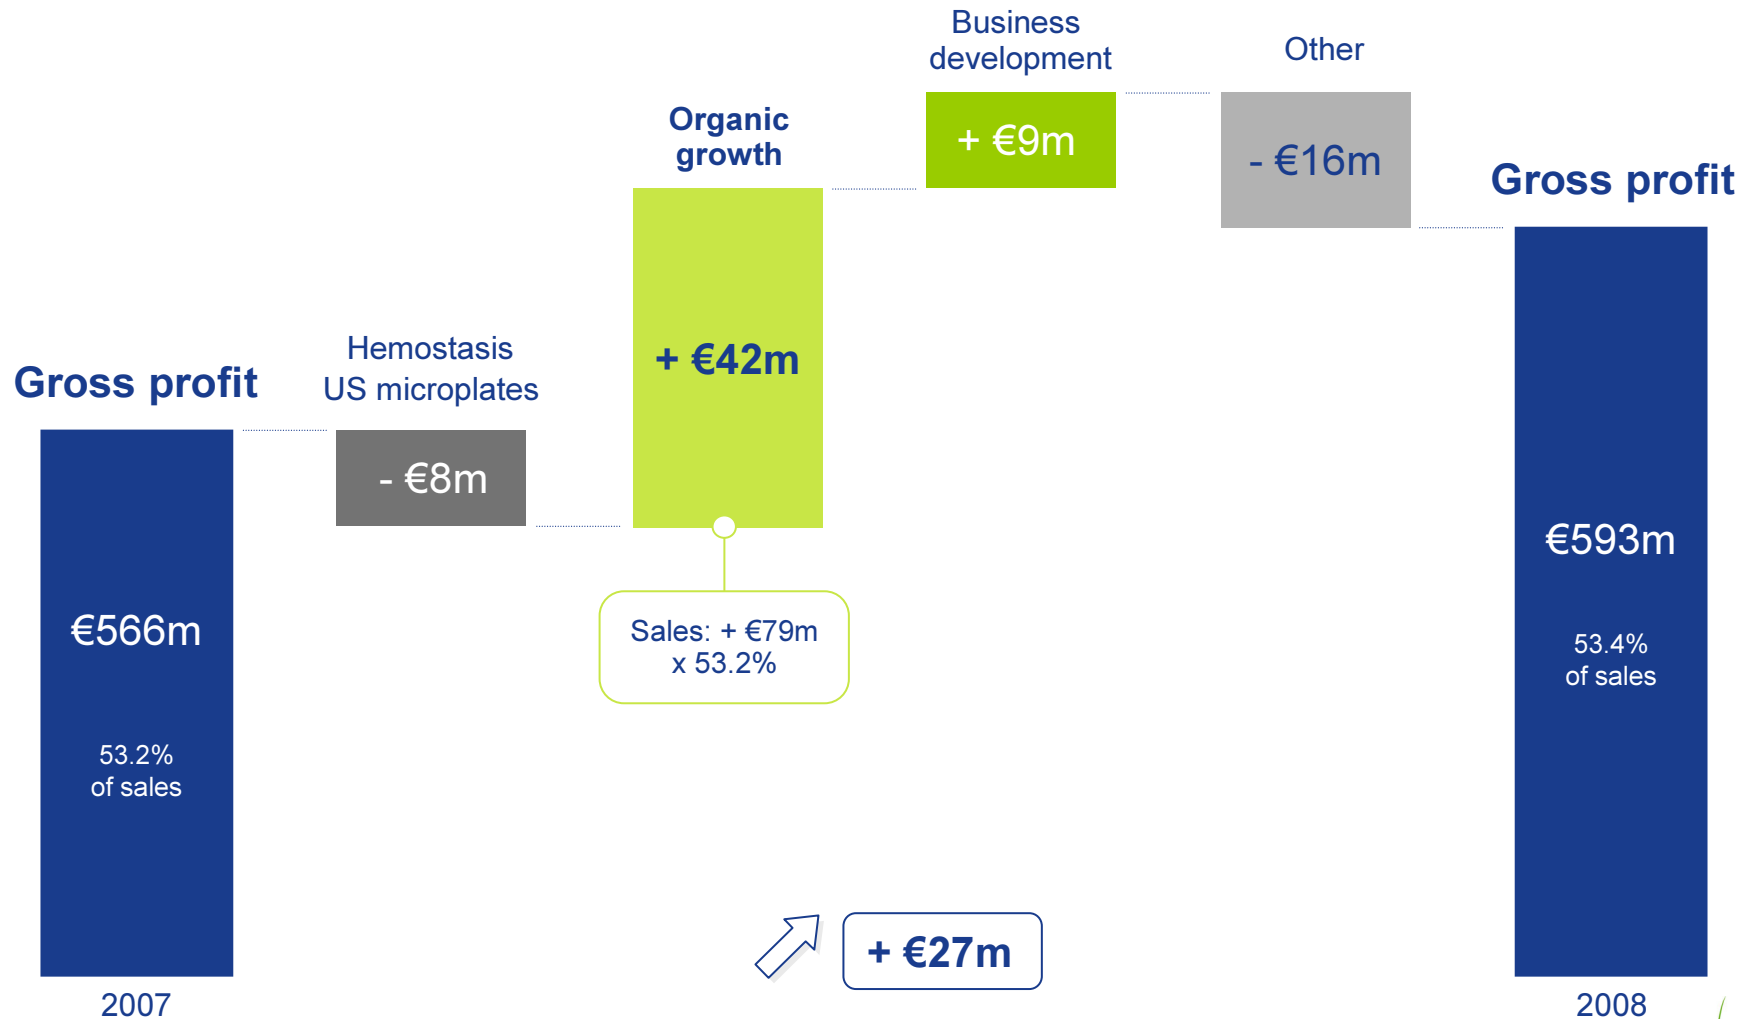 Business
development
Other
Organic
growth
+ €9m
- €16m
Gross profit
Hemostasis
US microplates
+ €42m
Gross profit
- €8m
€593m
€566m
Sales: + €79m
x 53.2%
53.4%
of sales
53.2%
of sales
+ €27m
2007
2008